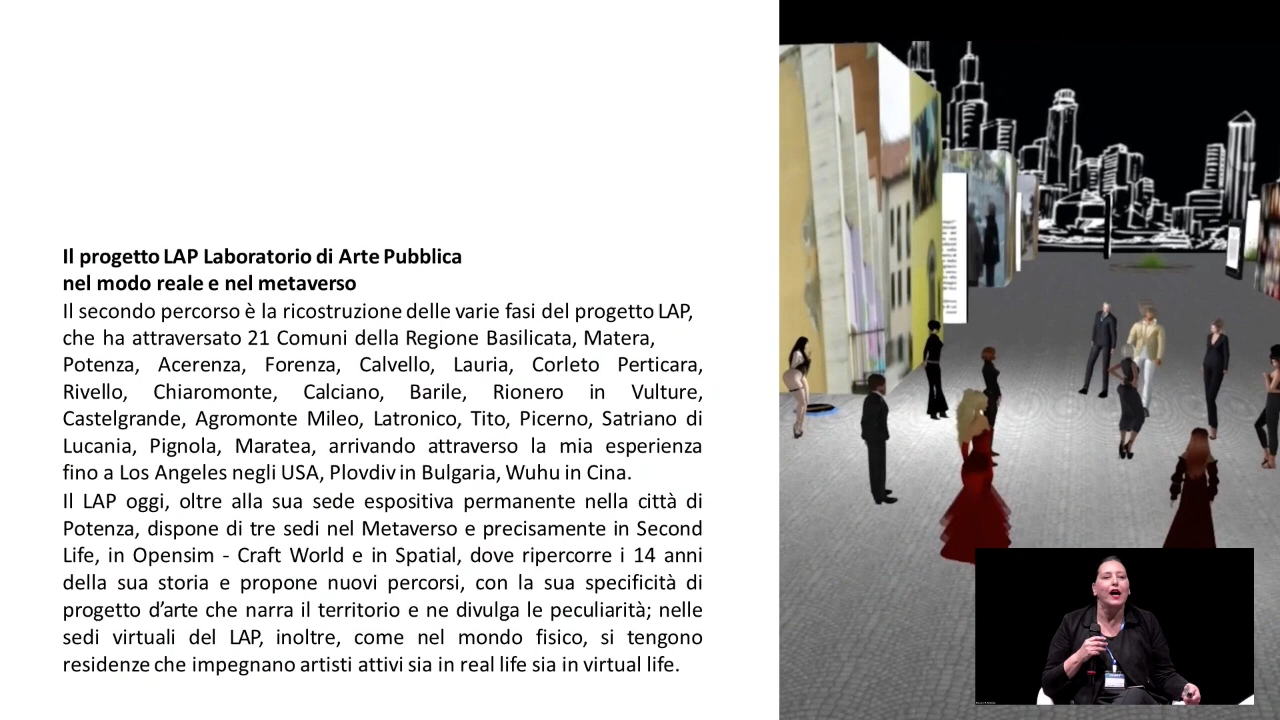 Il progetto LAP Laboratorio di Arte Pubblica
nel modo reale e nel metaverso
Il secondo percorso è la ricostruzione delle varie fasi del progetto LAP,
che ha attraversato 21 Comuni della Regione Basilicata, Matera,
Potenza, Acerenza, Forenza, Calvello, Lauria, Corleto Perticara,
Rivello, Chiaromonte, Calciano, Barile, Rionero in Vulture,
Castelgrande, Agromonte Mileo, Latronico, Tito, Picerno, Satriano di
Lucania, Pignola, Maratea, arrivando attraverso la mia esperienza
fino a Los Angeles negli USA, Plovdiv in Bulgaria, Wuhu in Cina.
Il LAP oggi, oltre alla sua sede espositiva permanente nella città di
Potenza, dispone di tre sedi nel Metaverso e precisamente in Second
Life, in Opensim - Craft World e in Spatial, dove ripercorre i 14 anni
della sua storia e propone nuovi percorsi, con la sua specificità di
progetto d’arte che narra il territorio e ne divulga le peculiarità; nelle
sedi virtuali del LAP, inoltre, come nel mondo fisico, si tengono
residenze che impegnano artisti attivi sia in real life sia in virtual life.